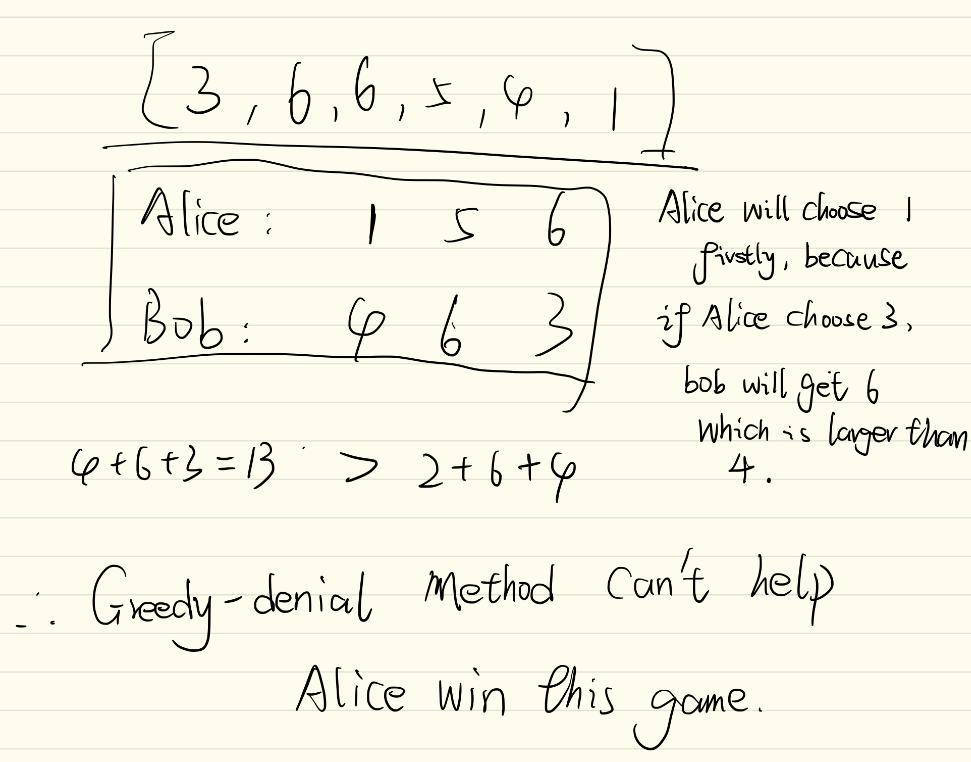 [3, 6, 6, 5, 4, 1]
Alice: 1 5 6
Bob: 4 6 3
Alice will choose 1
firstly, because
if Alice choose 3,
bob will get 6
which is larger than
4.
4+6+3=13 > 2+6+4
∴ Greedy-denial Method can't help
Alice win this game.